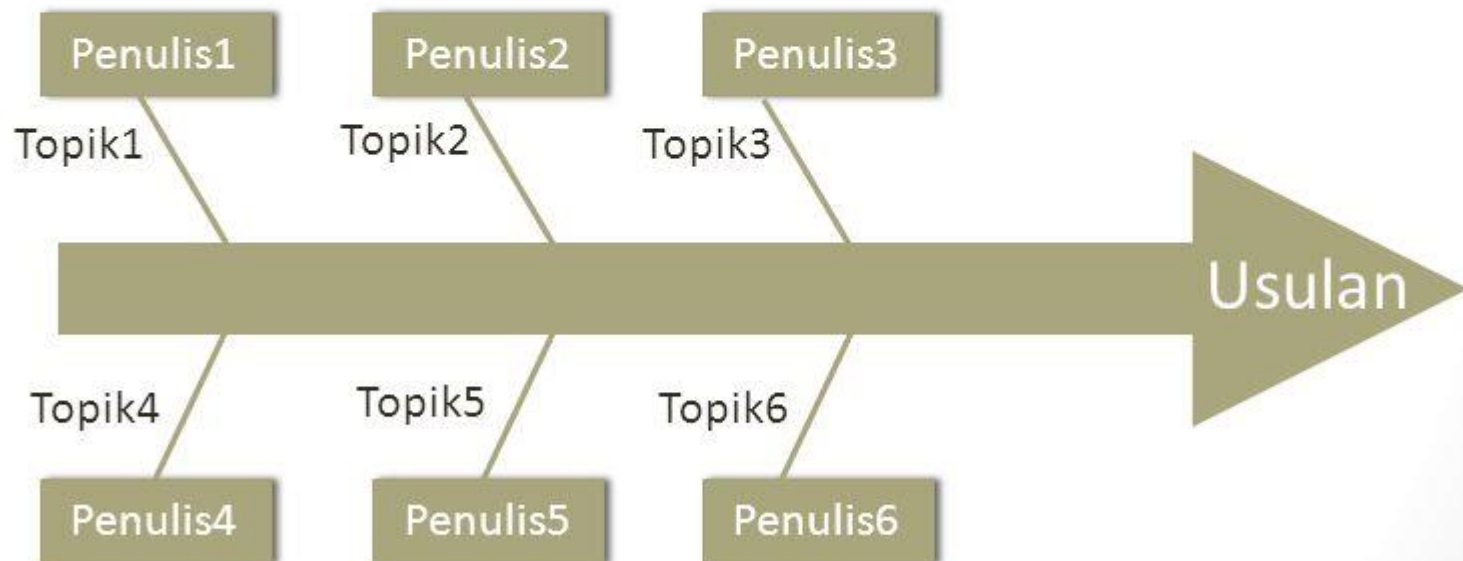 Penulis1
Penulis2
Penulis3
Topik1
Topik2
Topik3
Usulan
Topik4
Topik5
Topik6
Penulis4
Penulis5
Penulis6